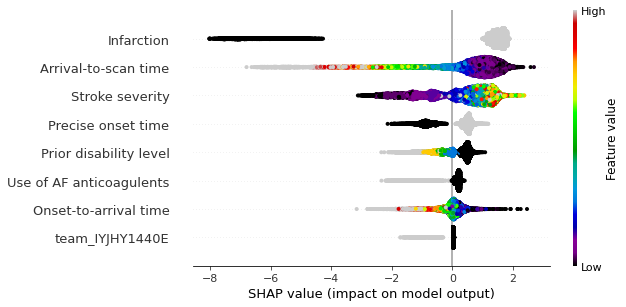 High
Infarction
Arrival-to-scan time
Stroke severity
Precise onset time
Prior disability level
Use of AF anticoagulents
Onset-to-arrival time
team_IYJHY1440E
Feature value
Low
−8 −6 −4 −2 0 2
SHAP value (impact on model output)